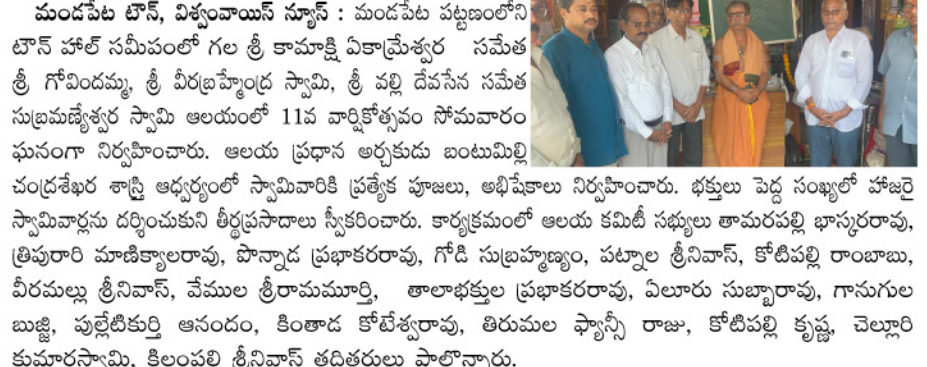 మండపేట టౌన్, విశ్వంవాయిస్ న్యూస్ : మండపేట పట్టణంలోని
టౌన్ హాల్ సమీపంలో గల శ్రీ కామాక్షి ఏకామ్రేశ్వర సమేత
శ్రీ గోవిందమ్మ, శ్రీ వీరబ్రహ్మేంద్ర స్వామి, శ్రీ వల్లి దేవసేన సమేత
సుబ్రమణ్యేశ్వర స్వామి ఆలయంలో 11వ వార్షికోత్సవం సోమవారం
ఘనంగా నిర్వహించారు. ఆలయ ప్రధాన అర్చకుడు బంటుమిల్లి
చంద్రశేఖర శాస్త్రి ఆధ్వర్యంలో స్వామివారికి ప్రత్యేక పూజలు, అభిషేకాలు నిర్వహించారు. భక్తులు పెద్ద సంఖ్యలో హాజరై
స్వామివార్లను దర్శించుకుని తీర్థప్రసాదాలు స్వీకరించారు. కార్యక్రమంలో ఆలయ కమిటీ సభ్యులు తామరపల్లి భాస్కరరావు,
త్రిపురారి మాణిక్యాలరావు, పొన్నాడ ప్రభాకరరావు, గోడి సుబ్రహ్మణ్యం, పట్నాల శ్రీనివాస్, కోటిపల్లి రాంబాబు,
వీరమల్లు శ్రీనివాస్, వేముల శ్రీరామమూర్తి, తాలాభక్తుల ప్రభాకరరావు, ఏలూరు సుబ్బారావు, గానుగుల
బుజ్జి, పుల్లేటికుర్తి ఆనందం, కింతాడ కోటేశ్వరావు, తిరుమల ఫ్యాన్సీ రాజు, కోటిపల్లి కృష్ణ, చెల్లూరి
కుమారస్వామి, కిలంపల్లి శ్రీనివాస్ తదితరులు పాల్గొన్నారు.